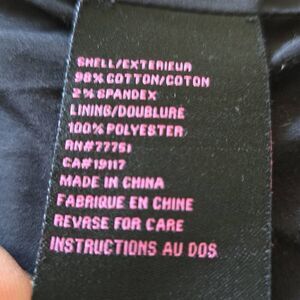 SHELL/EXTERIEUR
98% COTTON/COTON
2% SPANDEX
LINING/DOUBLURE
100% POLYESTER
RN#77751
CA#19117
MADE IN CHINA
FABRIQUE EN CHINE
REVRSE FOR CARE
INSTRUCTIONS AU DOS